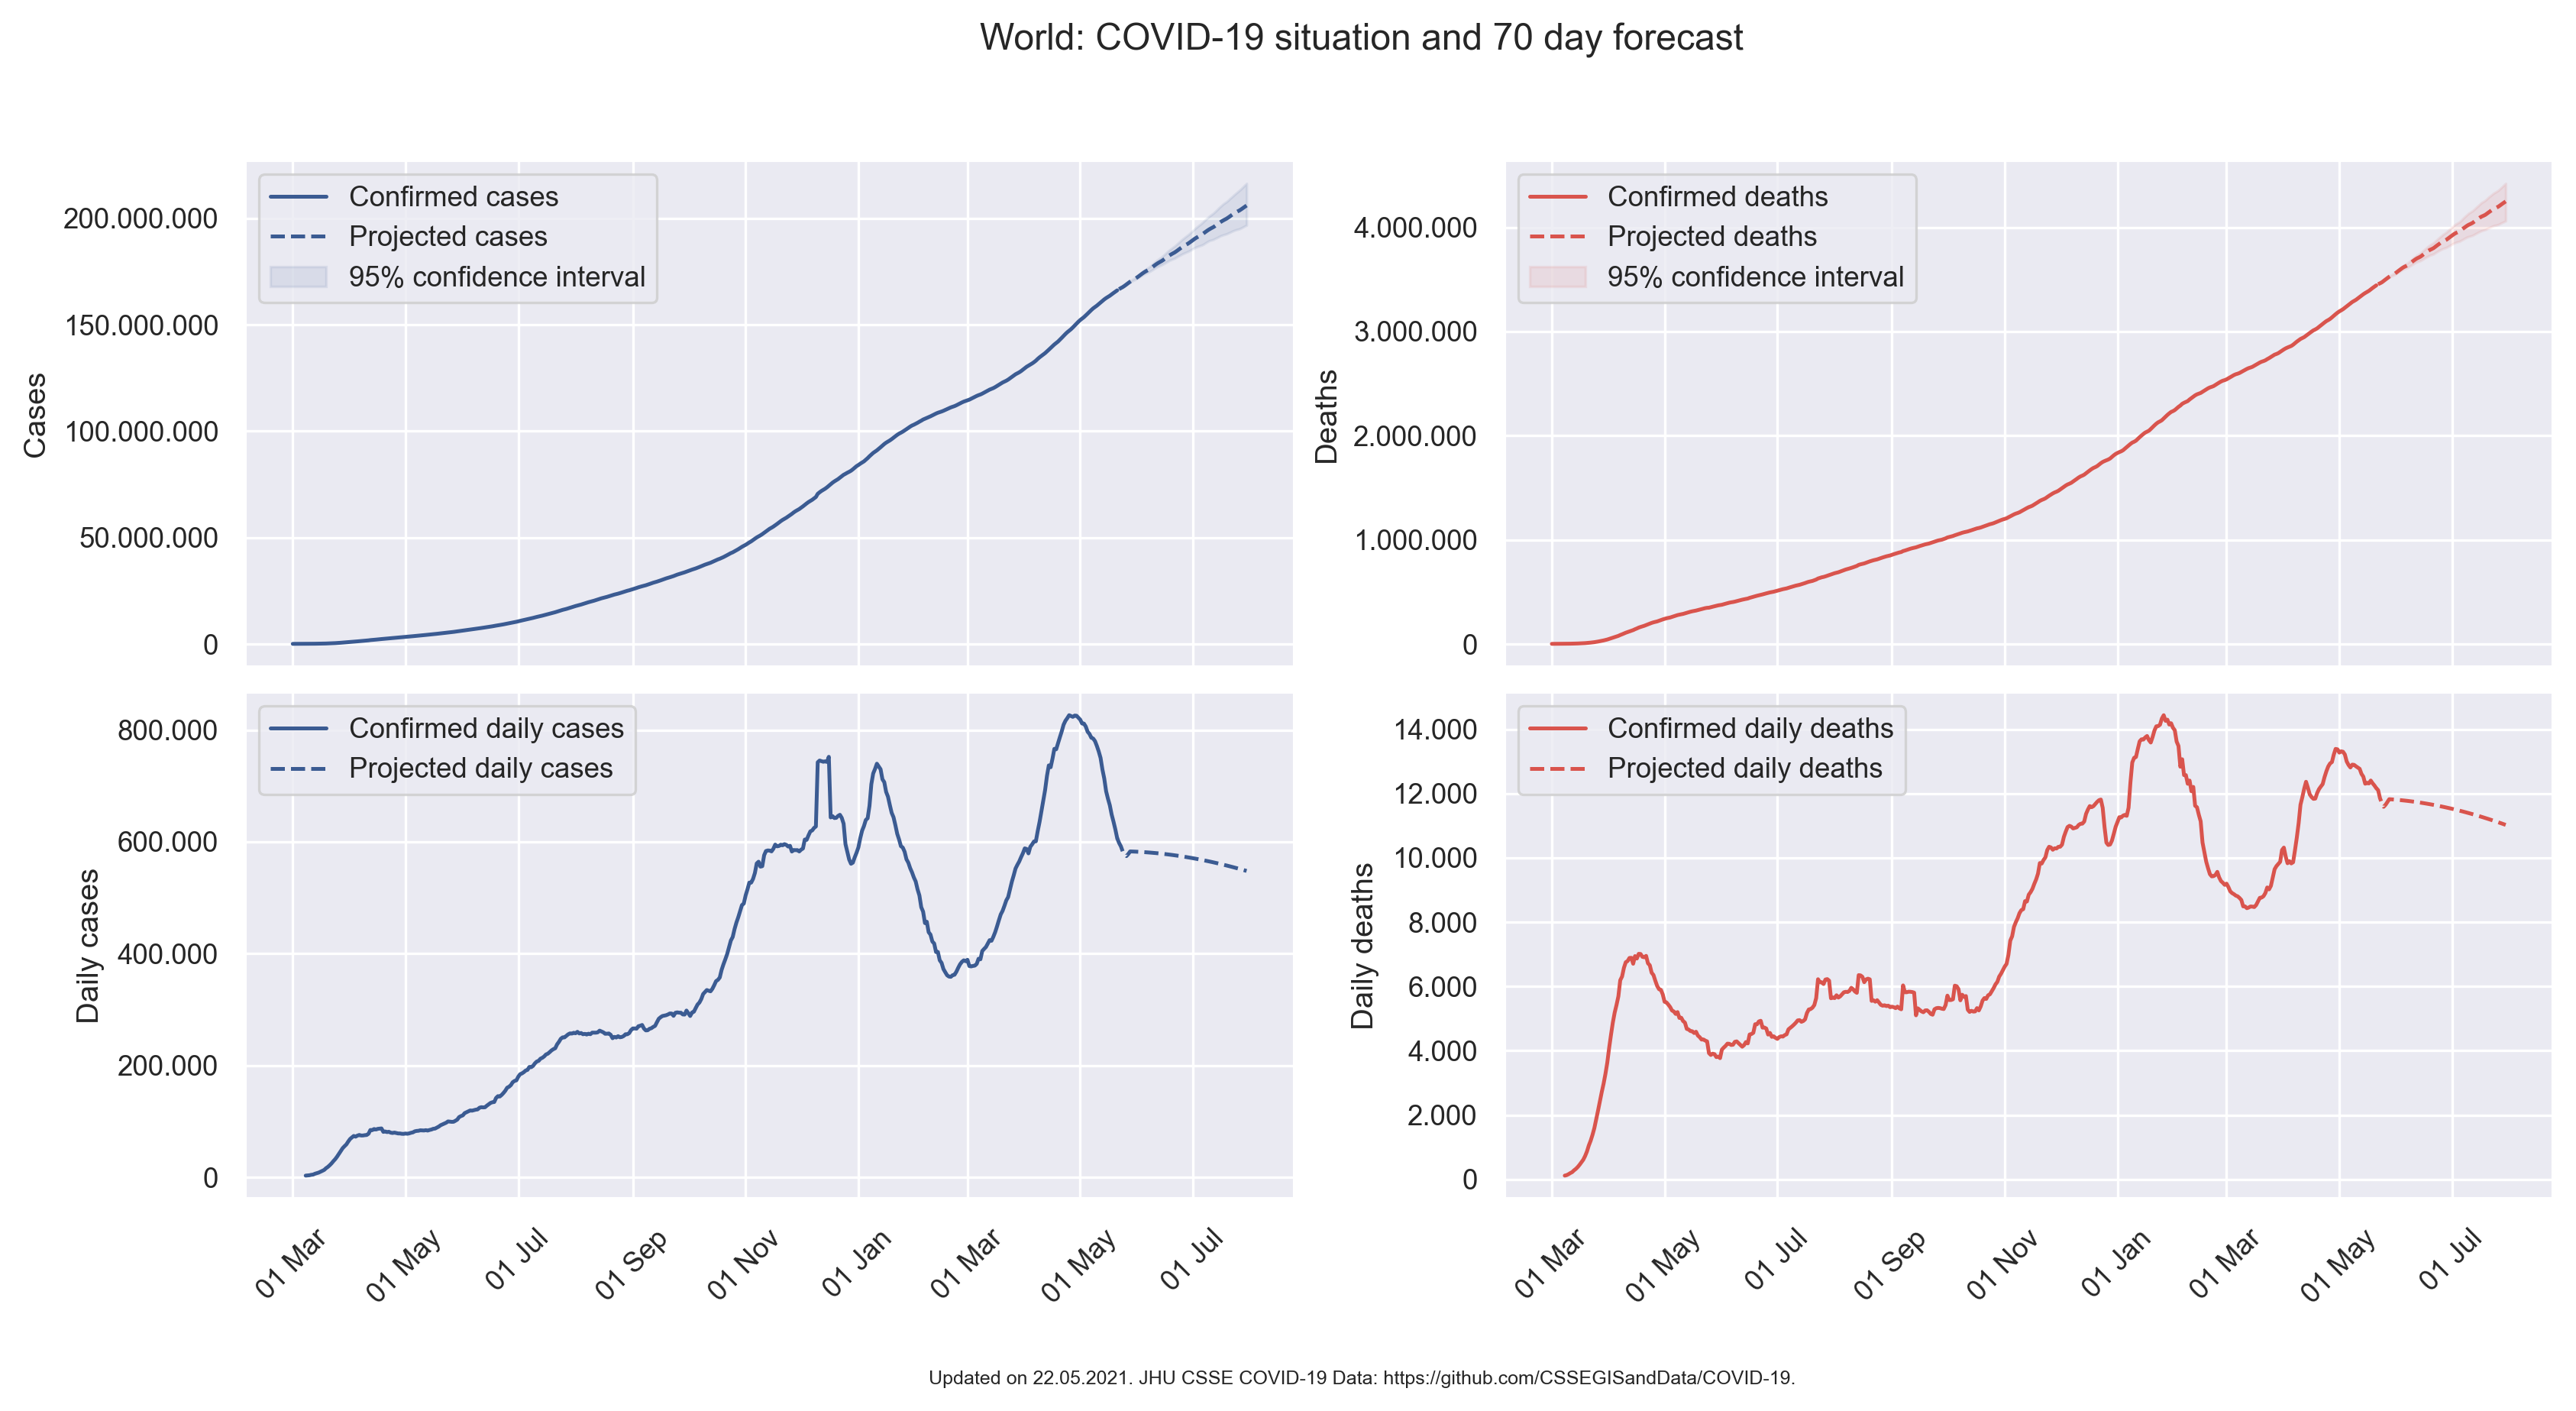 World: COVID-19 situation and 70 day forecast
Cases
200.000.000
150.000.000
100.000.000
50.000.000
0
Confirmed cases
Projected cases
95% confidence interval
Deaths
4.000.000
3.000.000
2.000.000
1.000.000
0
Confirmed deaths
Projected deaths
95% confidence interval
Daily cases
800.000
600.000
400.000
200.000
0
Confirmed daily cases
Projected daily cases
01 Mar
01 May
01 Jul
01 Sep
01 Nov
01 Jan
01 Mar
01 May
01 Jul
Daily deaths
14.000
12.000
10.000
8.000
6.000
4.000
2.000
0
Confirmed daily deaths
Projected daily deaths
01 Mar
01 May
01 Jul
01 Sep
01 Nov
01 Jan
01 Mar
01 May
01 Jul
Updated on 22.05.2021. JHU CSSE COVID-19 Data: https://github.com/CSSEGISandData/COVID-19.